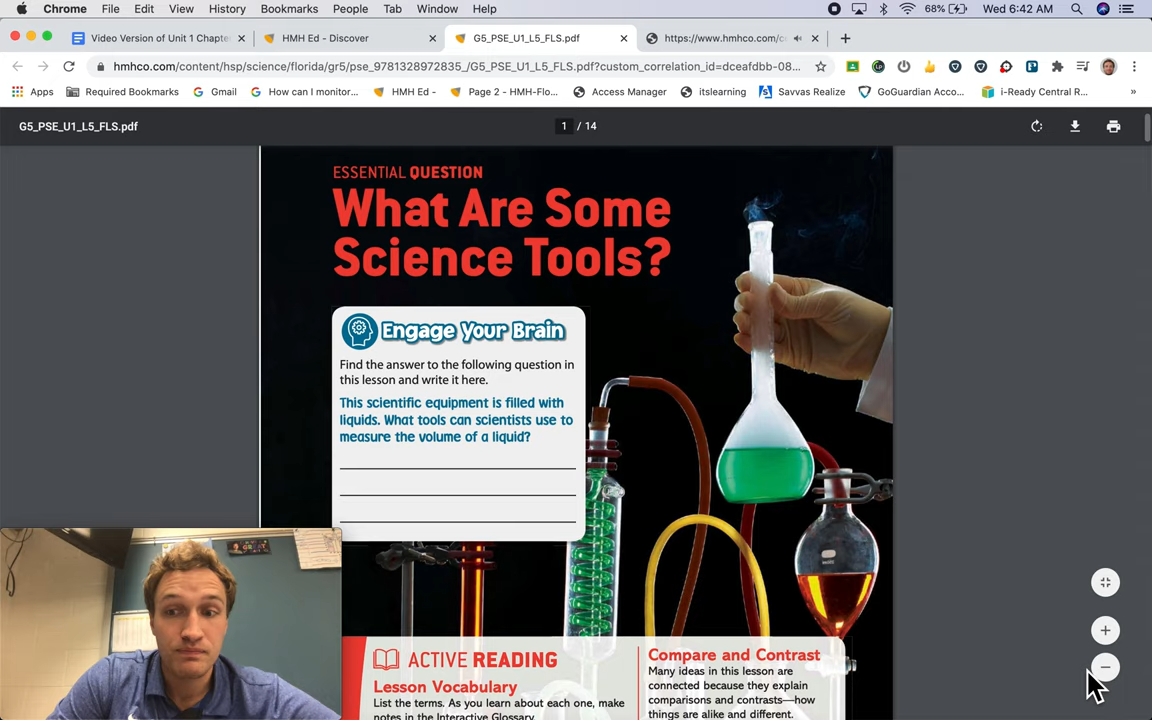 Chrome File Edit View History Bookmarks People Tab Window Help 68% Wed 6:42 AM
Video Version of Unit 1 Chapte HMH Ed - Discover G5_PSE_U1_L5_FLS.pdf https://www.hmhco.com/c
hmhco.com/content/hsp/science/florida/gr5/pse_9781328972835_/G5_PSE_U1_L5_FLS.pdf?custom_correlation_id=dceafdbb-08...
Apps Required Bookmarks Gmail How can I monitor... HMH Ed - Page 2 - HMH-Flo... Access Manager itslearning Savvas Realize GoGuardian Acco... i-Ready Central R... »
G5_PSE_U1_L5_FLS.pdf 1 / 14
ESSENTIAL QUESTION
What Are Some
Science Tools?
Engage Your Brain
Find the answer to the following question in
this lesson and write it here.
This scientific equipment is filled with
liquids. What tools can scientists use to
measure the volume of a liquid?
ACTIVE READING
Lesson Vocabulary
List the terms. As you learn about each one, make
notes in the Interactive Glossary.
Compare and Contrast
Many ideas in this lesson are
connected because they explain
comparisons and contrasts—how
things are alike and different.